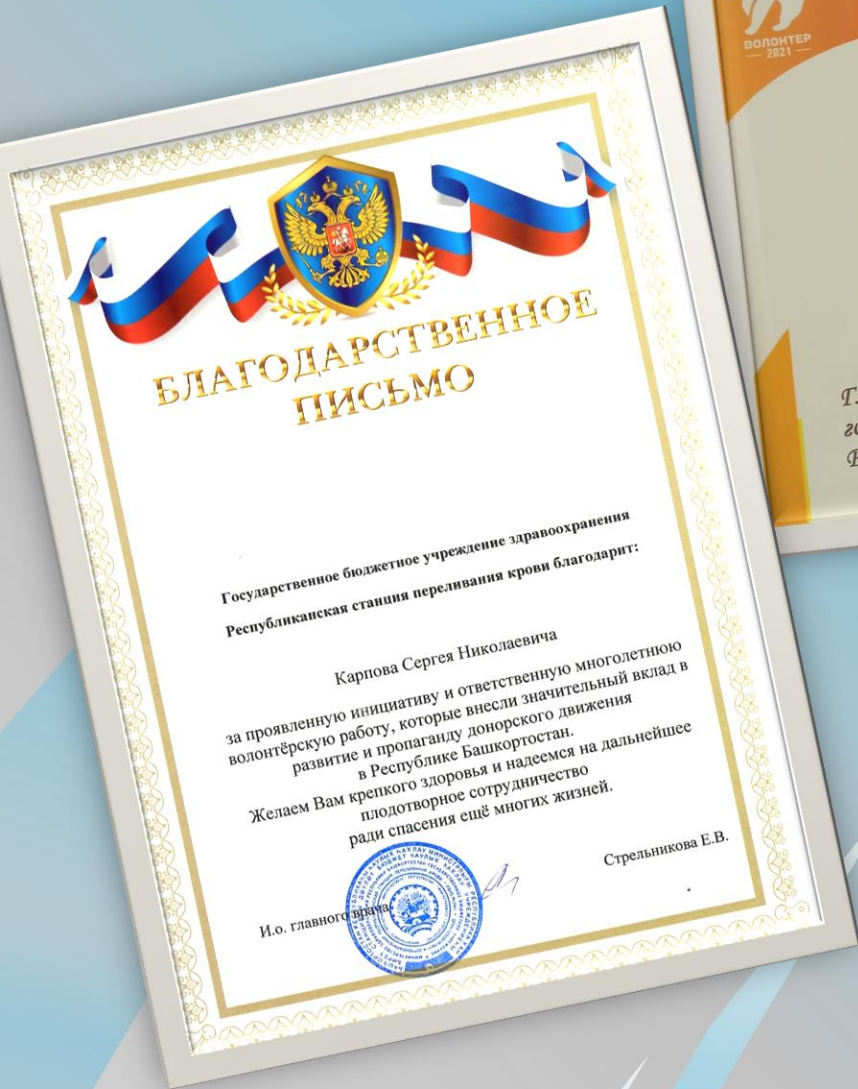 БЛАГОДАРСТВЕННОЕ
ПИСЬМО
Государственное бюджетное учреждение здравоохранения
Республиканская станция переливания крови благодарит:
Карпова Сергея Николаевича
за проявленную инициативу и ответственную многолетнюю
волонтёрскую работу, которые внесли значительный вклад в
развитие и пропаганду донорского движения
в Республике Башкортостан.
Желаем Вам крепкого здоровья и надеемся на дальнейшее
плодотворное сотрудничество
ради спасения ещё многих жизней.
И.о. главного врача
Стрельникова Е.В.
ВОЛОНТЕР
2021